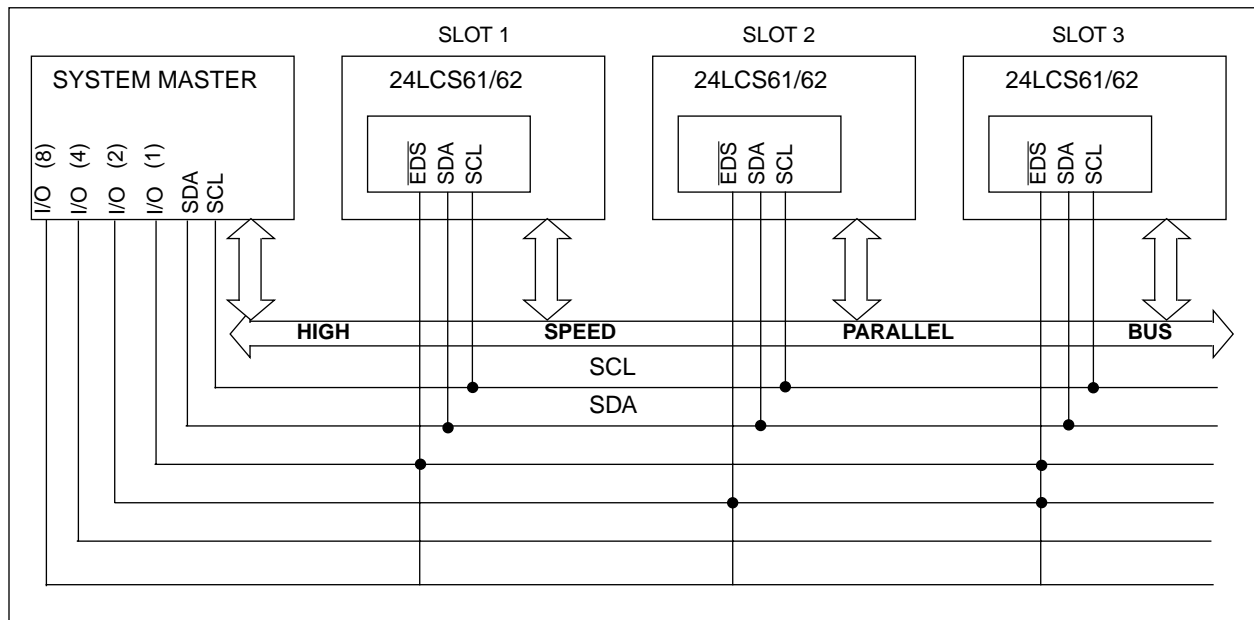 SLOT 1
SLOT 2
SLOT 3
SYSTEM MASTER
24LCS61/62
24LCS61/62
24LCS61/62
I/O (8)
I/O (4)
I/O (2)
I/O (1)
SDA
SCL
EDS
SDA
SCL
EDS
SDA
SCL
EDS
SDA
SCL
HIGH SPEED PARALLEL BUS
SCL
SDA